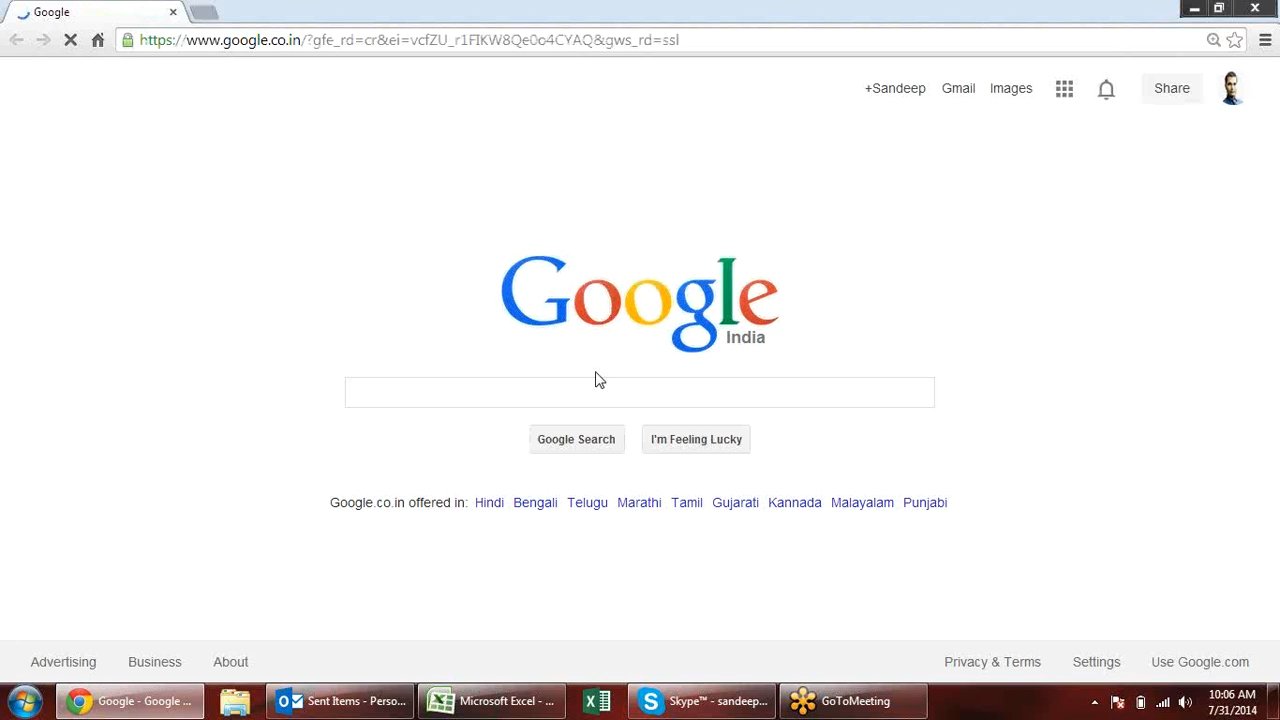 Google
https://www.google.co.in/?gfe_rd=cr&ei=vcfZU_r1FIKW8Qe0o4CYAQ&gws_rd=ssl
+Sandeep Gmail Images Share
Google
India
Google Search I'm Feeling Lucky
Google.co.in offered in: Hindi Bengali Telugu Marathi Tamil Gujarati Kannada Malayalam Punjabi
Advertising Business About Privacy & Terms Settings Use Google.com
Google - Google ... Sent Items - Perso... Microsoft Excel - ... Skype™ - sandeep... GoToMeeting
10:06 AM
7/31/2014